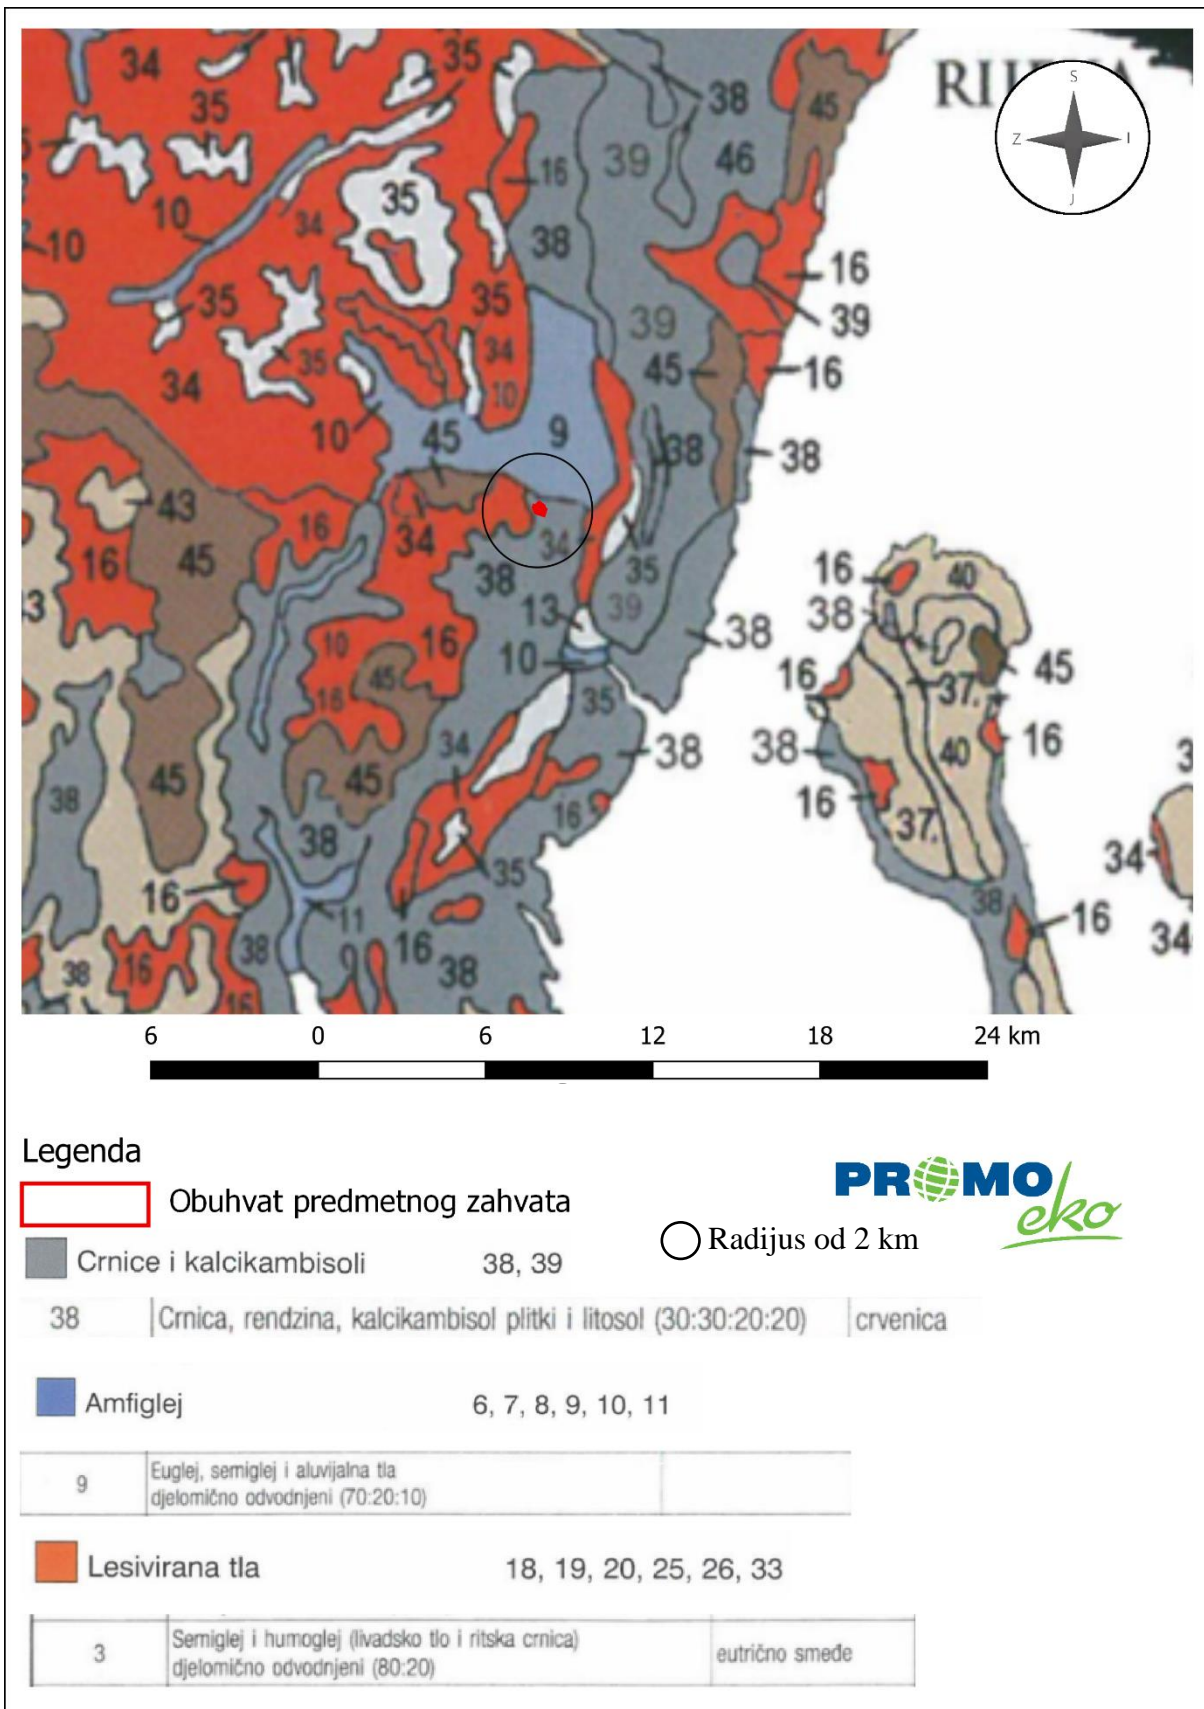 RIJEKA
S
Z I
J
34 35 38 45
35 39 46
16
10 34 35 38
10 16
35 35 39 39
34 35 34 45 16
10 10
45 9 38 38
43 16 34 34
16 45 38 35 16 40
3 13 39 38 38
10 16 10 45
16 45 35 16 37.
34 38 38 16
45 40
38 16 16 37.
38 35 34
16 11 38 16
38 16 38 16 38 34
16
6 0 6 12 18 24 km
Legenda
Obuhvat predmetnog zahvata
PROMO
eko
Radijus od 2 km
Crnice i kalcikambisoli 38, 39
38 Crnica, rendzina, kalcikambisol plitki i litosol (30:30:20:20) crvenica
Amfiglej 6, 7, 8, 9, 10, 11
9 Euglej, semiglej i aluvijalna tla
djelomično odvodnjeni (70:20:10)
Lesivirana tla 18, 19, 20, 25, 26, 33
3 Semiglej i humoglej (livadsko tlo i ritska crnica) eutrično smeđe
djelomično odvodnjeni (80:20)